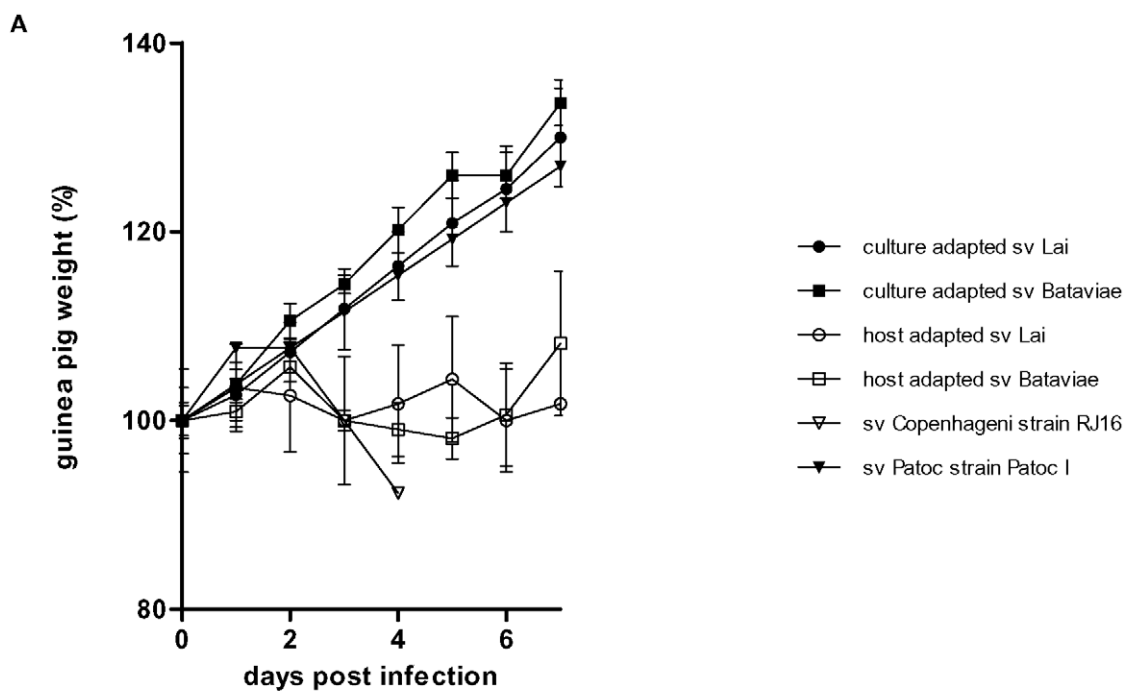 A
140
120
100
80
guinea pig weight (%)
0 2 4 6
days post infection
culture adapted sv Lai
culture adapted sv Bataviae
host adapted sv Lai
host adapted sv Bataviae
sv Copenhageni strain RJ16
sv Patoc strain Patoc I